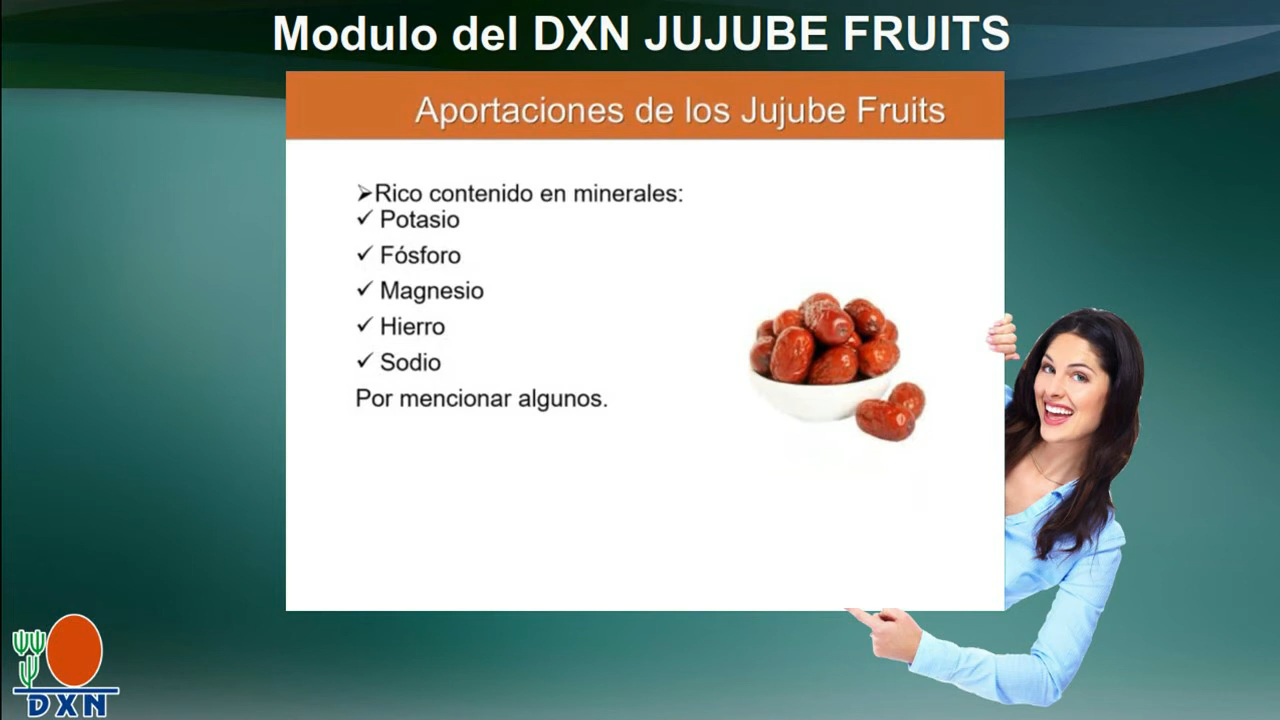 Modulo del DXN JUJUBE FRUITS
Aportaciones de los Jujube Fruits
➢Rico contenido en minerales:
✓ Potasio
✓ Fósforo
✓ Magnesio
✓ Hierro
✓ Sodio
Por mencionar algunos.
DXN